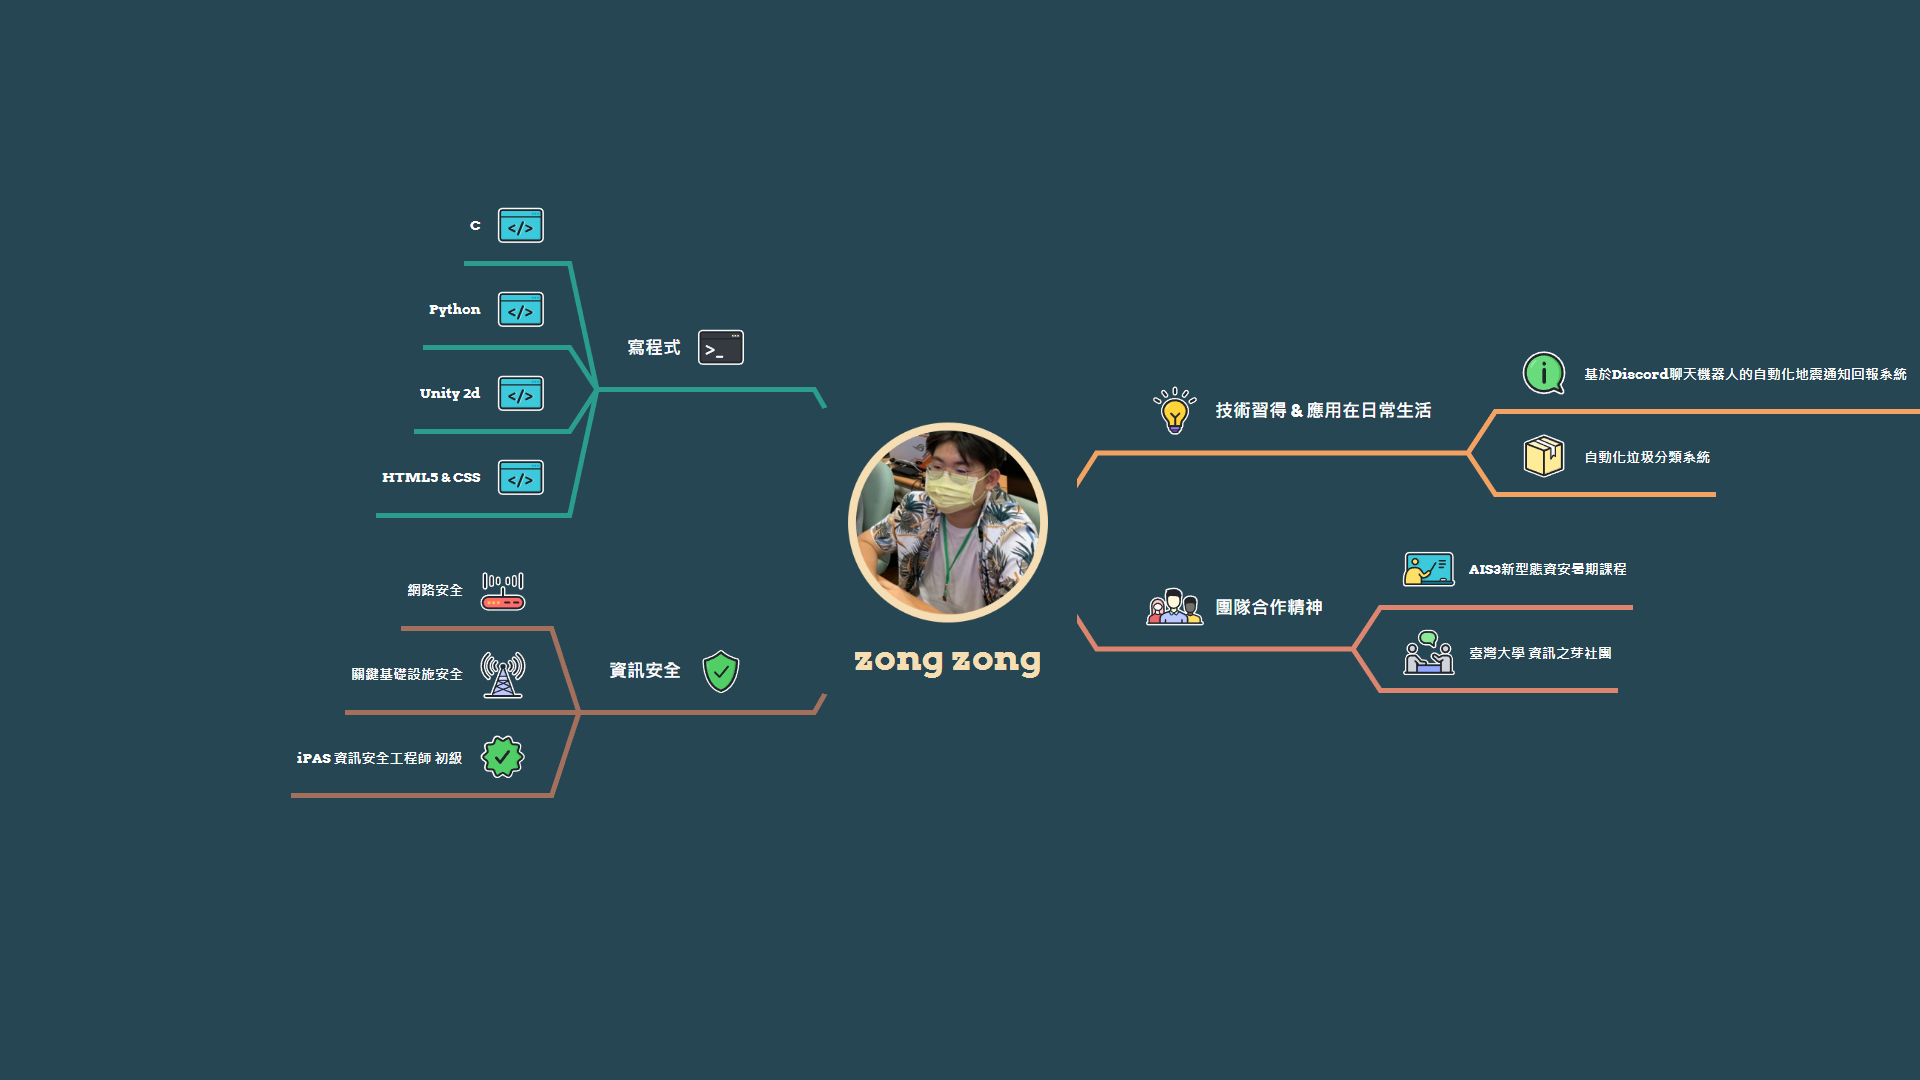 C
Python
Unity 2d
HTML5 & CSS
寫程式
網路安全
關鍵基礎設施安全
iPAS 資訊安全工程師 初級
資訊安全
zong zong
技術習得 & 應用在日常生活
基於Discord聊天機器人的自動化地震通知回報系統
自動化垃圾分類系統
團隊合作精神
AIS3新型態資安暑期課程
臺灣大學 資訊之芽社團